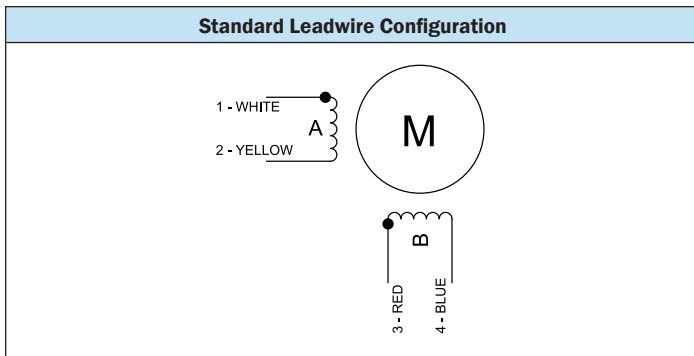 Standard Leadwire Configuration
1 - WHITE
A
2 - YELLOW
M
B
3 - RED
4 - BLUE